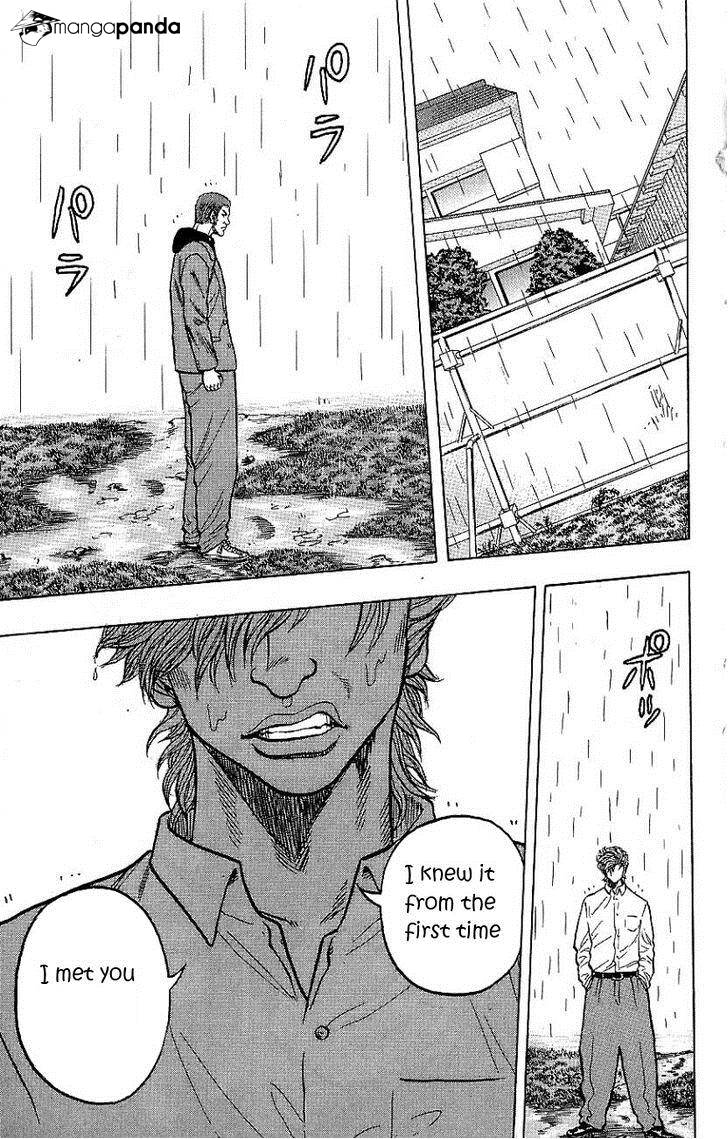 mangapanda
パラ
パラ
ポツ
I knew it
from the
first time
I met you